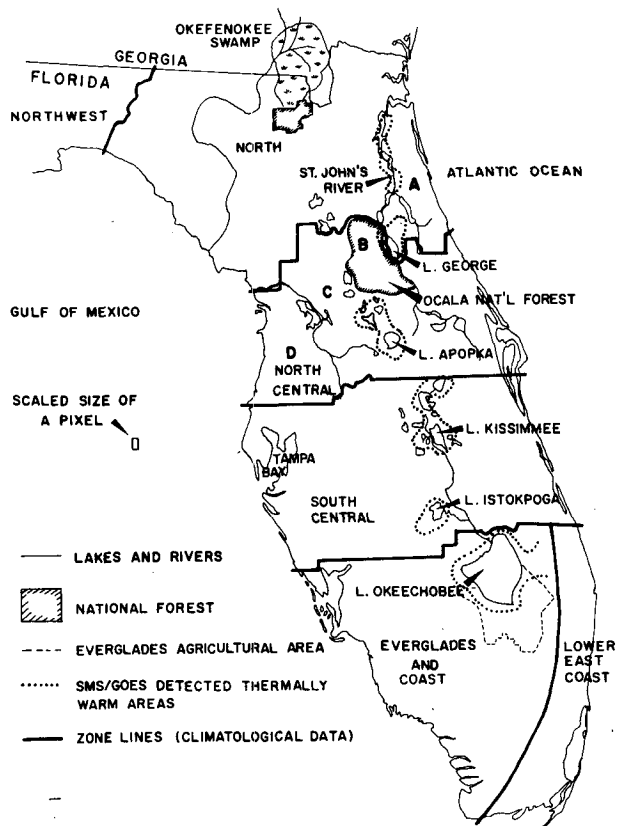 OKEFENOKEE
SWAMP
GEORGIA
FLORIDA
NORTHWEST
NORTH
ST. JOHN'S
RIVER
A
ATLANTIC OCEAN
B
L. GEORGE
C
OCALA NAT'L FOREST
GULF OF MEXICO
L. APOPKA
D
NORTH
CENTRAL
SCALED SIZE OF
A PIXEL
L. KISSIMMEE
TAMPA
BAY
SOUTH
CENTRAL
L. ISTOKPOGA
LAKES AND RIVERS
L. OKEECHOBEE
NATIONAL FOREST
EVERGLADES AGRICULTURAL AREA
EVERGLADES
AND
COAST
LOWER
EAST
COAST
SMS/GOES DETECTED THERMALLY
WARM AREAS
ZONE LINES (CLIMATOLOGICAL DATA)